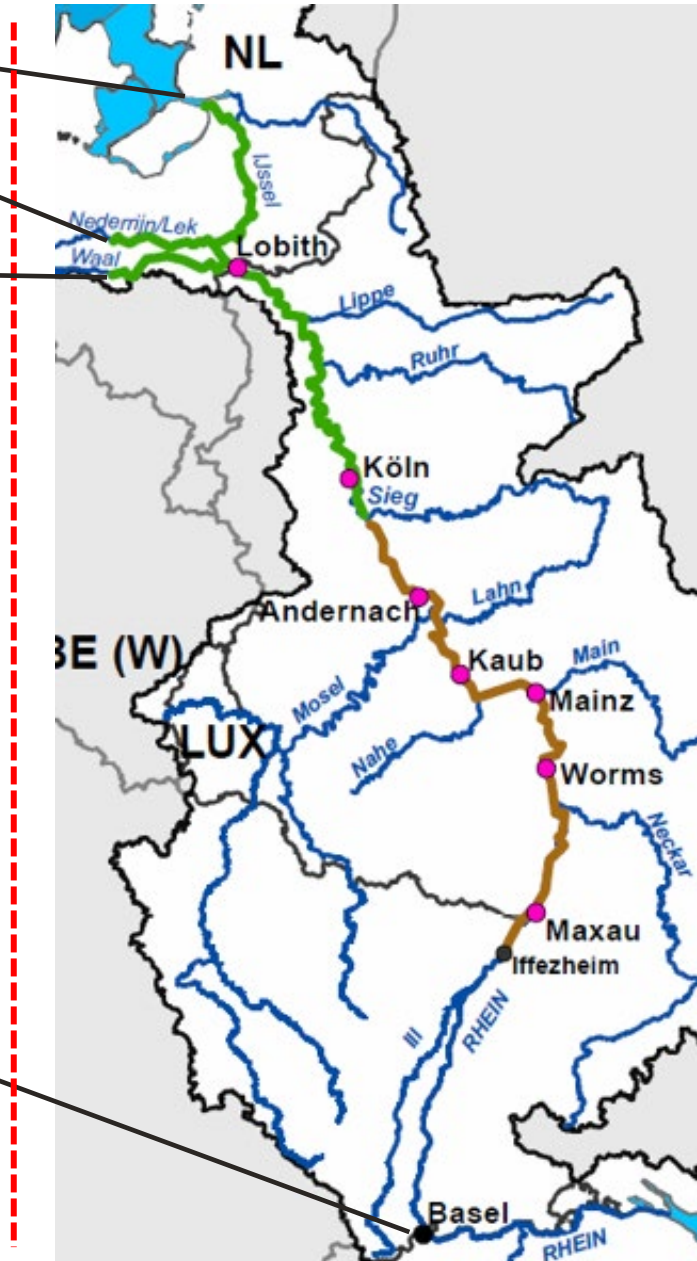 NL
IJssel
Nederrijn/Lek
Waal
Lobith
Lippe
Ruhr
Köln
Sieg
Lahn
Andernach
BE (W)
Kaub
Main
Mosel
Mainz
LUX
Nahe
Worms
Neckar
Maxau
Iffezheim
Ill
RHEIN
Basel
RHEIN